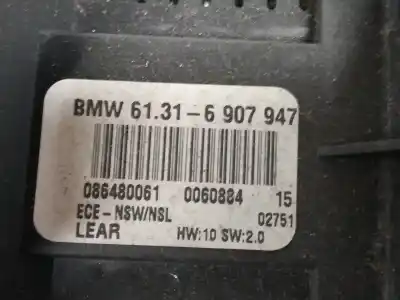 BMW 61.31-6 907 947
086480061 0060884 15
ECE-NSW/NSL 02751
LEAR HW:10 SW:2.0